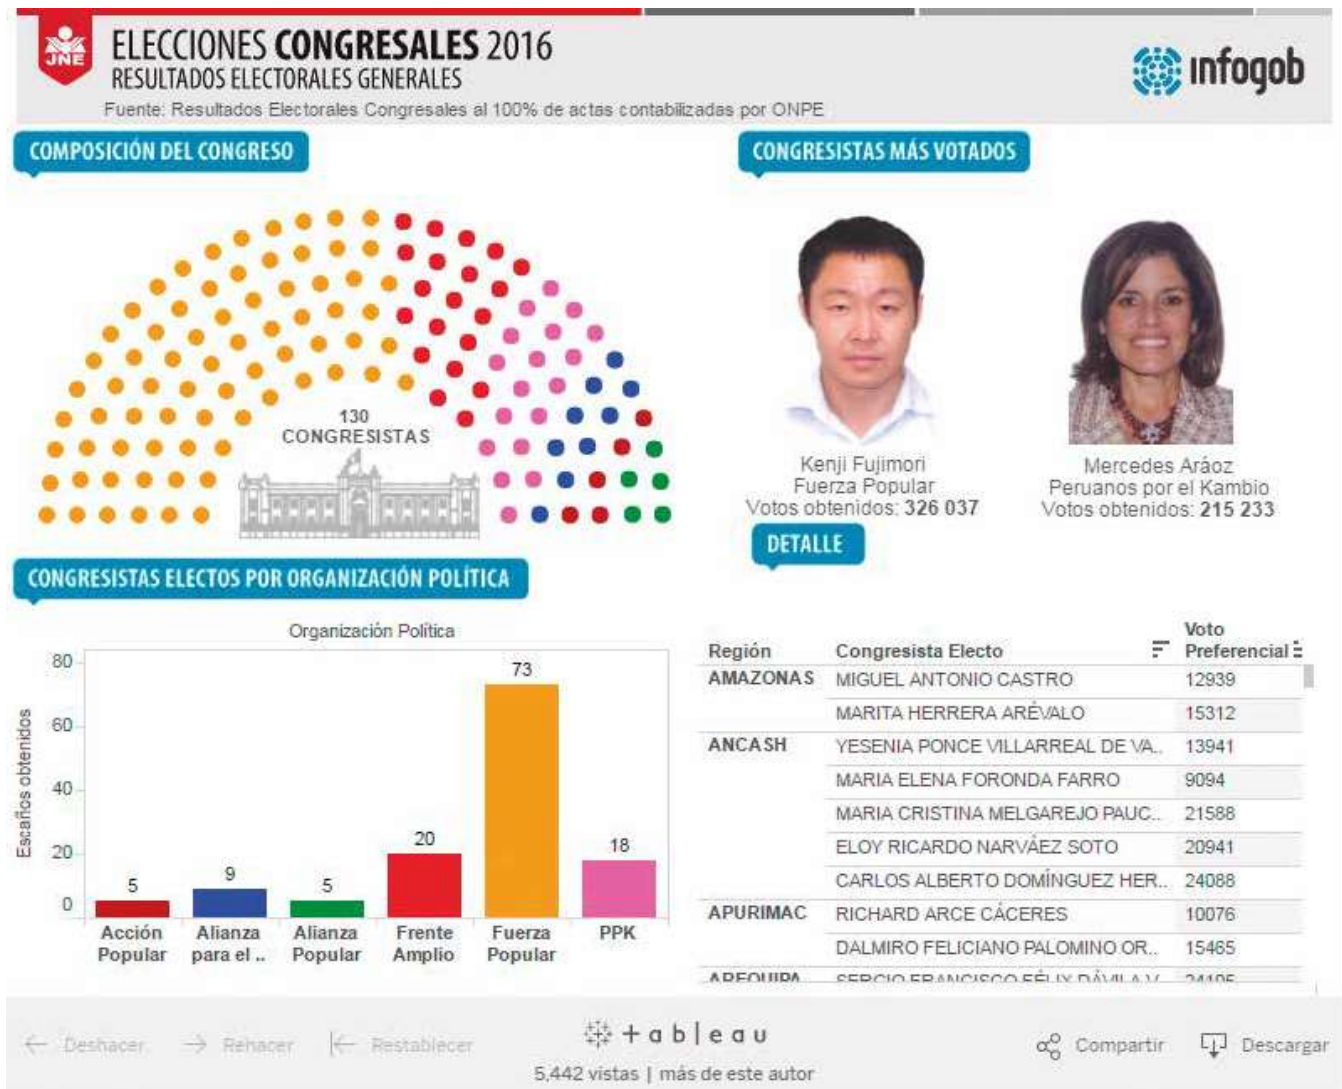 JNE
ELECCIONES CONGRESALES 2016
RESULTADOS ELECTORALES GENERALES
Fuente: Resultados Electorales Congresales al 100% de actas contabilizadas por ONPE
infogob
COMPOSICIÓN DEL CONGRESO
130
CONGRESISTAS
CONGRESISTAS MÁS VOTADOS
Kenji Fujimori
Fuerza Popular
Votos obtenidos: 326 037
Mercedes Aráoz
Peruanos por el Kambio
Votos obtenidos: 215 233
CONGRESISTAS ELECTOS POR ORGANIZACIÓN POLÍTICA
Organización Política
Escaños obtenidos
80
60
40
20
0
5
9
5
20
73
18
Acción Popular
Alianza para el ..
Alianza Popular
Frente Amplio
Fuerza Popular
PPK
DETALLE
Región Congresista Electo Voto Preferencial
AMAZONAS MIGUEL ANTONIO CASTRO 12939
MARITA HERRERA ARÉVALO 15312
ANCASH YESENIA PONCE VILLARREAL DE VA.. 13941
MARIA ELENA FORONDA FARRO 9094
MARIA CRISTINA MELGAREJO PAUC.. 21588
ELOY RICARDO NARVÁEZ SOTO 20941
CARLOS ALBERTO DOMÍNGUEZ HER.. 24088
APURIMAC RICHARD ARCE CÁCERES 10076
DALMIRO FELICIANO PALOMINO OR.. 15465
AREQUIPA SERGIO FRANCISCO FÉLIX DÁVILA V
Deshacer Rehacer Restablecer
+ableau
5,442 vistas | más de este autor
Compartir Descargar